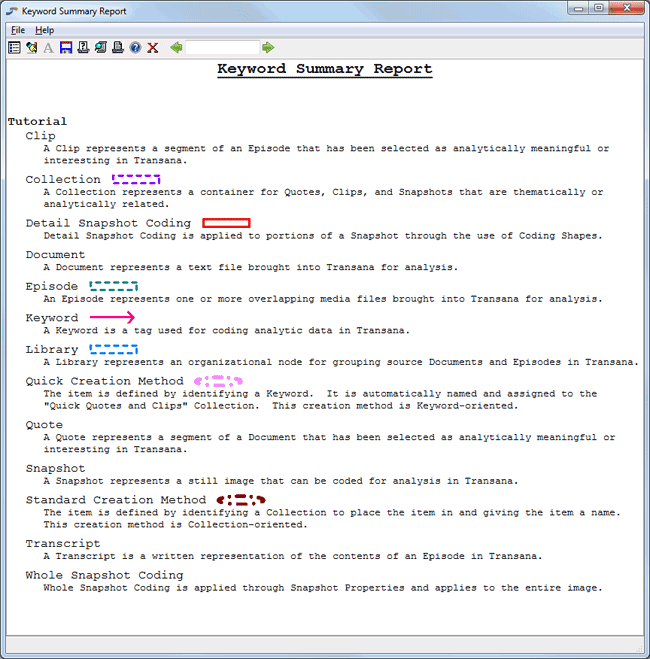 Keyword Summary Report
File Help
Keyword Summary Report
Tutorial
Clip
A Clip represents a segment of an Episode that has been selected as analytically meaningful or
interesting in Transana.
Collection
A Collection represents a container for Quotes, Clips, and Snapshots that are thematically or
analytically related.
Detail Snapshot Coding
Detail Snapshot Coding is applied to portions of a Snapshot through the use of Coding Shapes.
Document
A Document represents a text file brought into Transana for analysis.
Episode
An Episode represents one or more overlapping media files brought into Transana for analysis.
Keyword
A Keyword is a tag used for coding analytic data in Transana.
Library
A Library represents an organizational node for grouping source Documents and Episodes in Transana.
Quick Creation Method
The item is defined by identifying a Keyword.  It is automatically named and assigned to the
"Quick Quotes and Clips" Collection.  This creation method is Keyword-oriented.
Quote
A Quote represents a segment of a Document that has been selected as analytically meaningful or
interesting in Transana.
Snapshot
A Snapshot represents a still image that can be coded for analysis in Transana.
Standard Creation Method
The item is defined by identifying a Collection to place the item in and giving the item a name.
This creation method is Collection-oriented.
Transcript
A Transcript is a written representation of the contents of an Episode in Transana.
Whole Snapshot Coding
Whole Snapshot Coding is applied through Snapshot Properties and applies to the entire image.